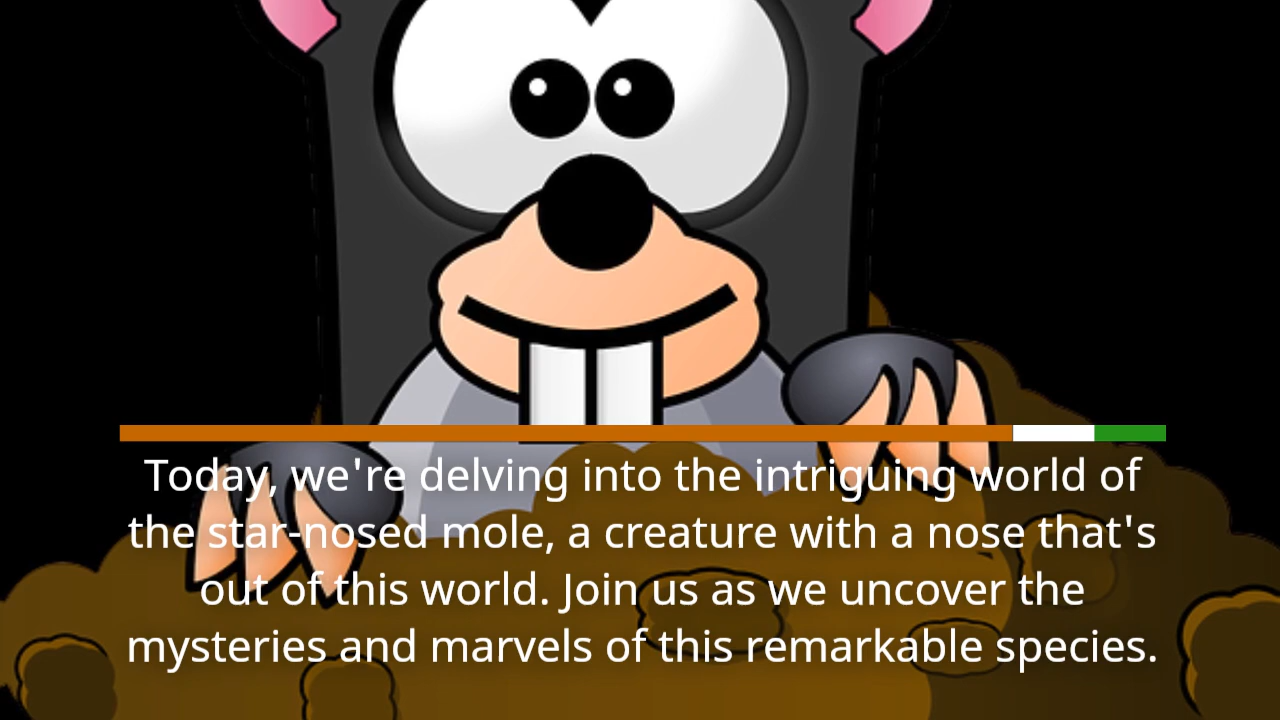 Today, we're delving into the intriguing world of
the star-nosed mole, a creature with a nose that's
out of this world. Join us as we uncover the
mysteries and marvels of this remarkable species.